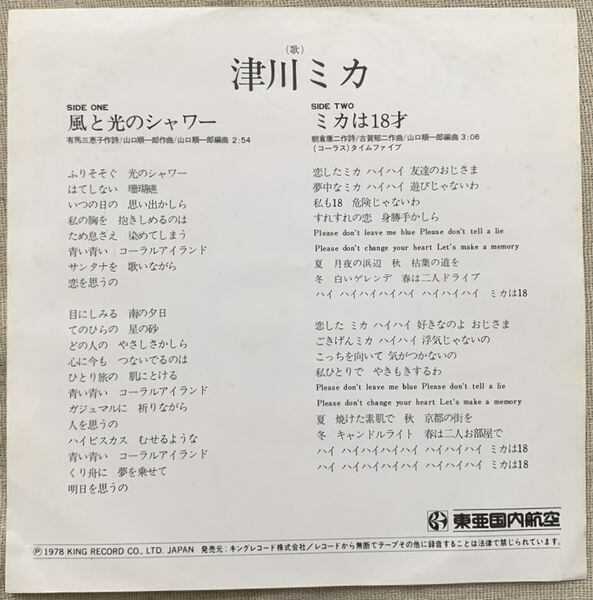 (歌)
津川ミカ
SIDE ONE
風と光のシャワー
有馬三恵子作詩/山口順一郎作曲/山口順一郎編曲 2:54
ふりそそぐ 光のシャワー
はてしない 珊瑚礁
いつの日の 思い出かしら
私の胸を 抱きしめるのは
ため息さえ 染めてしまう
青い青い コーラルアイランド
サンタナを 歌いながら
恋を思うの
目にしみる 南の夕日
てのひらの 星の砂
どの人の やさしさかしら
心に今も つないでるのは
ひとり旅の 肌にとける
青い青い コーラルアイランド
ガジュマルに 祈りながら
人を思うの
ハイビスカス むせるような
青い青い コーラルアイランド
くり舟に 夢を乗せて
明日を思うの
SIDE TWO
ミカは18才
朝倉康二作詩/古賀郁二作曲/山口順一郎編曲 3:06
(コーラス)タイムファイブ
恋したミカ ハイハイ 友達のおじさま
夢中なミカ ハイハイ 遊びじゃないわ
私も18 危険じゃないわ
すれすれの恋 身勝手かしら
Please don't leave me blue Please don't tell a lie
Please don't change your heart Let's make a memory
夏 月夜の浜辺 秋 枯葉の道を
冬 白いゲレンデ 春は二人ドライブ
ハイ ハイハイハイハイ ハイハイハイ ミカは18
恋した ミカ ハイハイ 好きなのよ おじさま
ごきげんミカ ハイハイ 浮気じゃないの
こっちを向いて 気がつかないの
私ひとりで やきもきするわ
Please don't leave me blue Please don't tell a lie
Please don't change your heart Let's make a memory
夏 焼けた素肌で 秋 京都の街を
冬 キャンドルライト 春は二人お部屋で
ハイ ハイハイハイハイ ハイハイハイ ミカは18
ハイ ハイハイハイハイ ハイハイハイ ミカは18
東亜国内航空
Ⓟ1978 KING RECORD CO., LTD. JAPAN 発売元:キングレコード株式会社/レコードから無断でテープその他に録音することは法律で禁じられています。